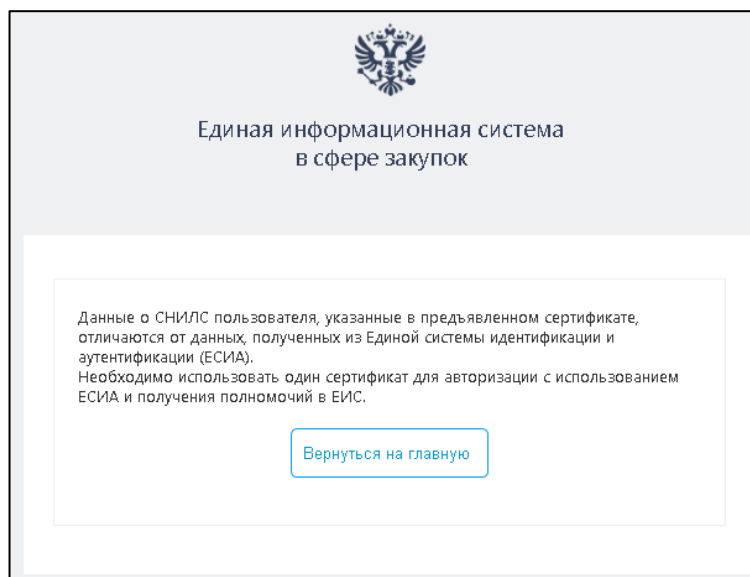 Единая информационная система
в сфере закупок
Данные о СНИЛС пользователя, указанные в предъявленном сертификате,
отличаются от данных, полученных из Единой системы идентификации и
аутентификации (ЕСИА).
Необходимо использовать один сертификат для авторизации с использованием
ЕСИА и получения полномочий в ЕИС.
Вернуться на главную